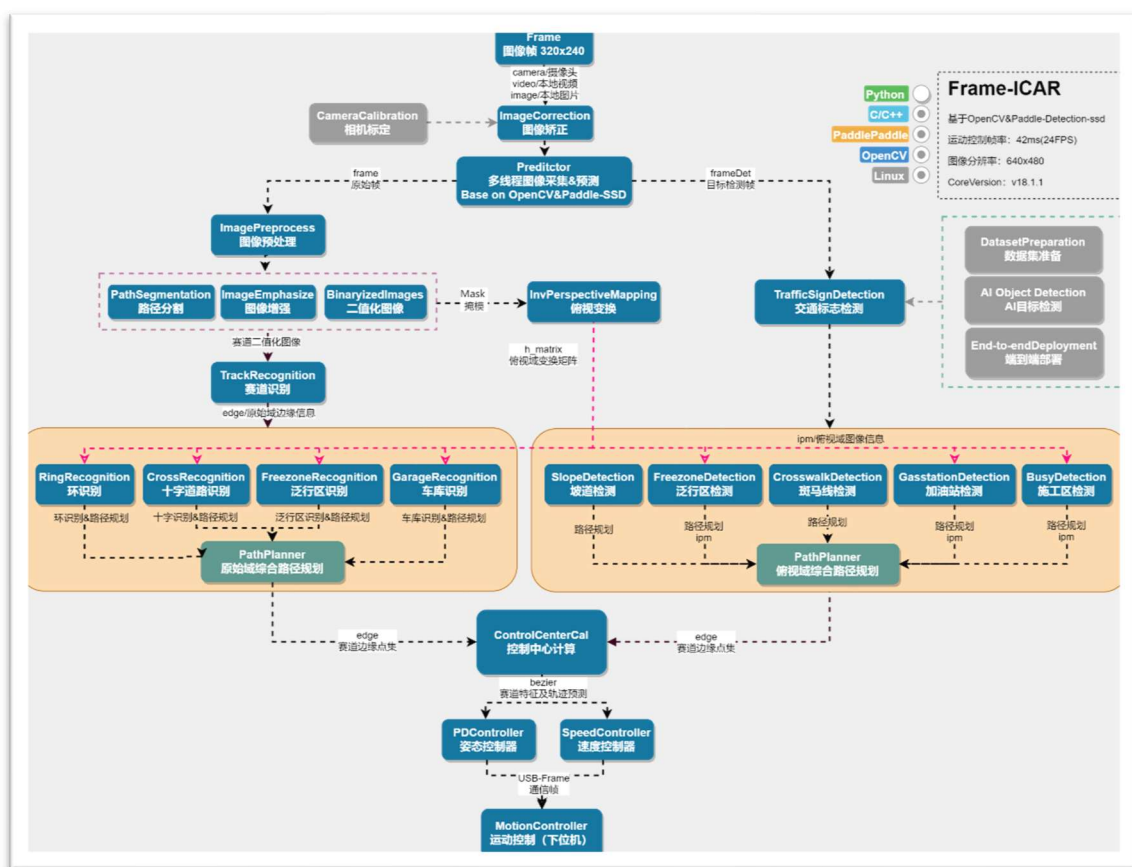 Frame
图像帧 320x240
camera/摄像头
video/本地视频
image/本地图片
CameraCalibration
相机标定
ImageCorrection
图像矫正
Python
C/C++
PaddlePaddle
OpenCV
Linux
Frame-ICAR
基于OpenCV&Paddle-Detection-ssd
运动控制帧率：42ms(24FPS)
图像分辨率：640x480
CoreVersion：v18.1.1
Preditctor
多线程图像采集&预测
Base on OpenCV&Paddle-SSD
frame
原始帧
frameDet
目标检测帧
ImagePreprocess
图像预处理
PathSegmentation
路径分割
ImageEmphasize
图像增强
BinaryizedImages
二值化图像
Mask
掩模
InvPerspectiveMapping
俯视变换
TrafficSignDetection
交通标志检测
DatasetPreparation
数据集准备
AI Object Detection
AI目标检测
End-to-endDeployment
端到端部署
赛道二值化图像
h_matrix
俯视域变换矩阵
TrackRecognition
赛道识别
edge/原始域边缘信息
ipm/俯视域图像信息
RingRecognition
环识别
CrossRecognition
十字道路识别
FreezoneRecognition
泛行区识别
GarageRecognition
车库识别
SlopeDetection
坡道检测
FreezoneDetection
泛行区检测
CrosswalkDetection
斑马线检测
GasstationDetection
加油站检测
BusyDetection
施工区检测
环识别&路径规划
十字识别&路径规划
泛行区识别&路径规划
车库识别&路径规划
路径规划
路径规划
ipm
路径规划
路径规划
ipm
路径规划
ipm
PathPlanner
原始域综合路径规划
PathPlanner
俯视域综合路径规划
edge
赛道边缘点集
ControlCenterCal
控制中心计算
edge
赛道边缘点集
bezier
赛道特征及轨迹预测
PDController
姿态控制器
SpeedController
速度控制器
USB-Frame
通信帧
MotionController
运动控制（下位机）